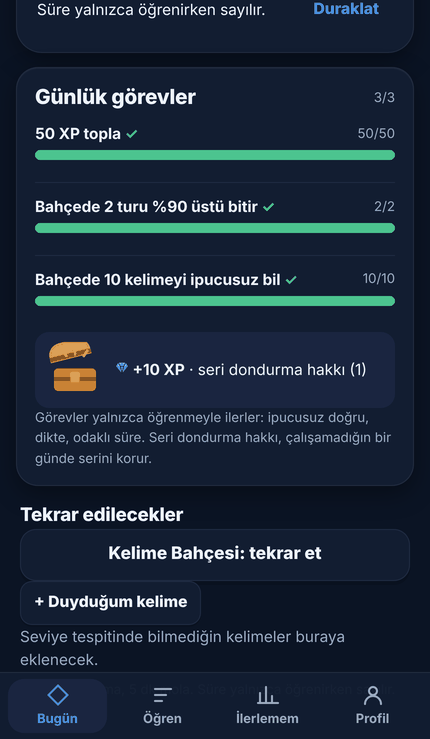 Süre yalnızca öğrenirken sayılır. Duraklat
Günlük görevler 3/3
50 XP topla ✓ 50/50
Bahçede 2 turu %90 üstü bitir ✓ 2/2
Bahçede 10 kelimeyi ipucusuz bil ✓ 10/10
+10 XP · seri dondurma hakkı (1)
Görevler yalnızca öğrenmeyle ilerler: ipucusuz doğru,
dikte, odaklı süre. Seri dondurma hakkı, çalışamadığın bir
günde serini korur.
Tekrar edilecekler
Kelime Bahçesi: tekrar et
+ Duyduğum kelime
Seviye tespitinde bilmediğin kelimeler buraya
eklenecek.
Bugün Öğren İlerlemem Profil